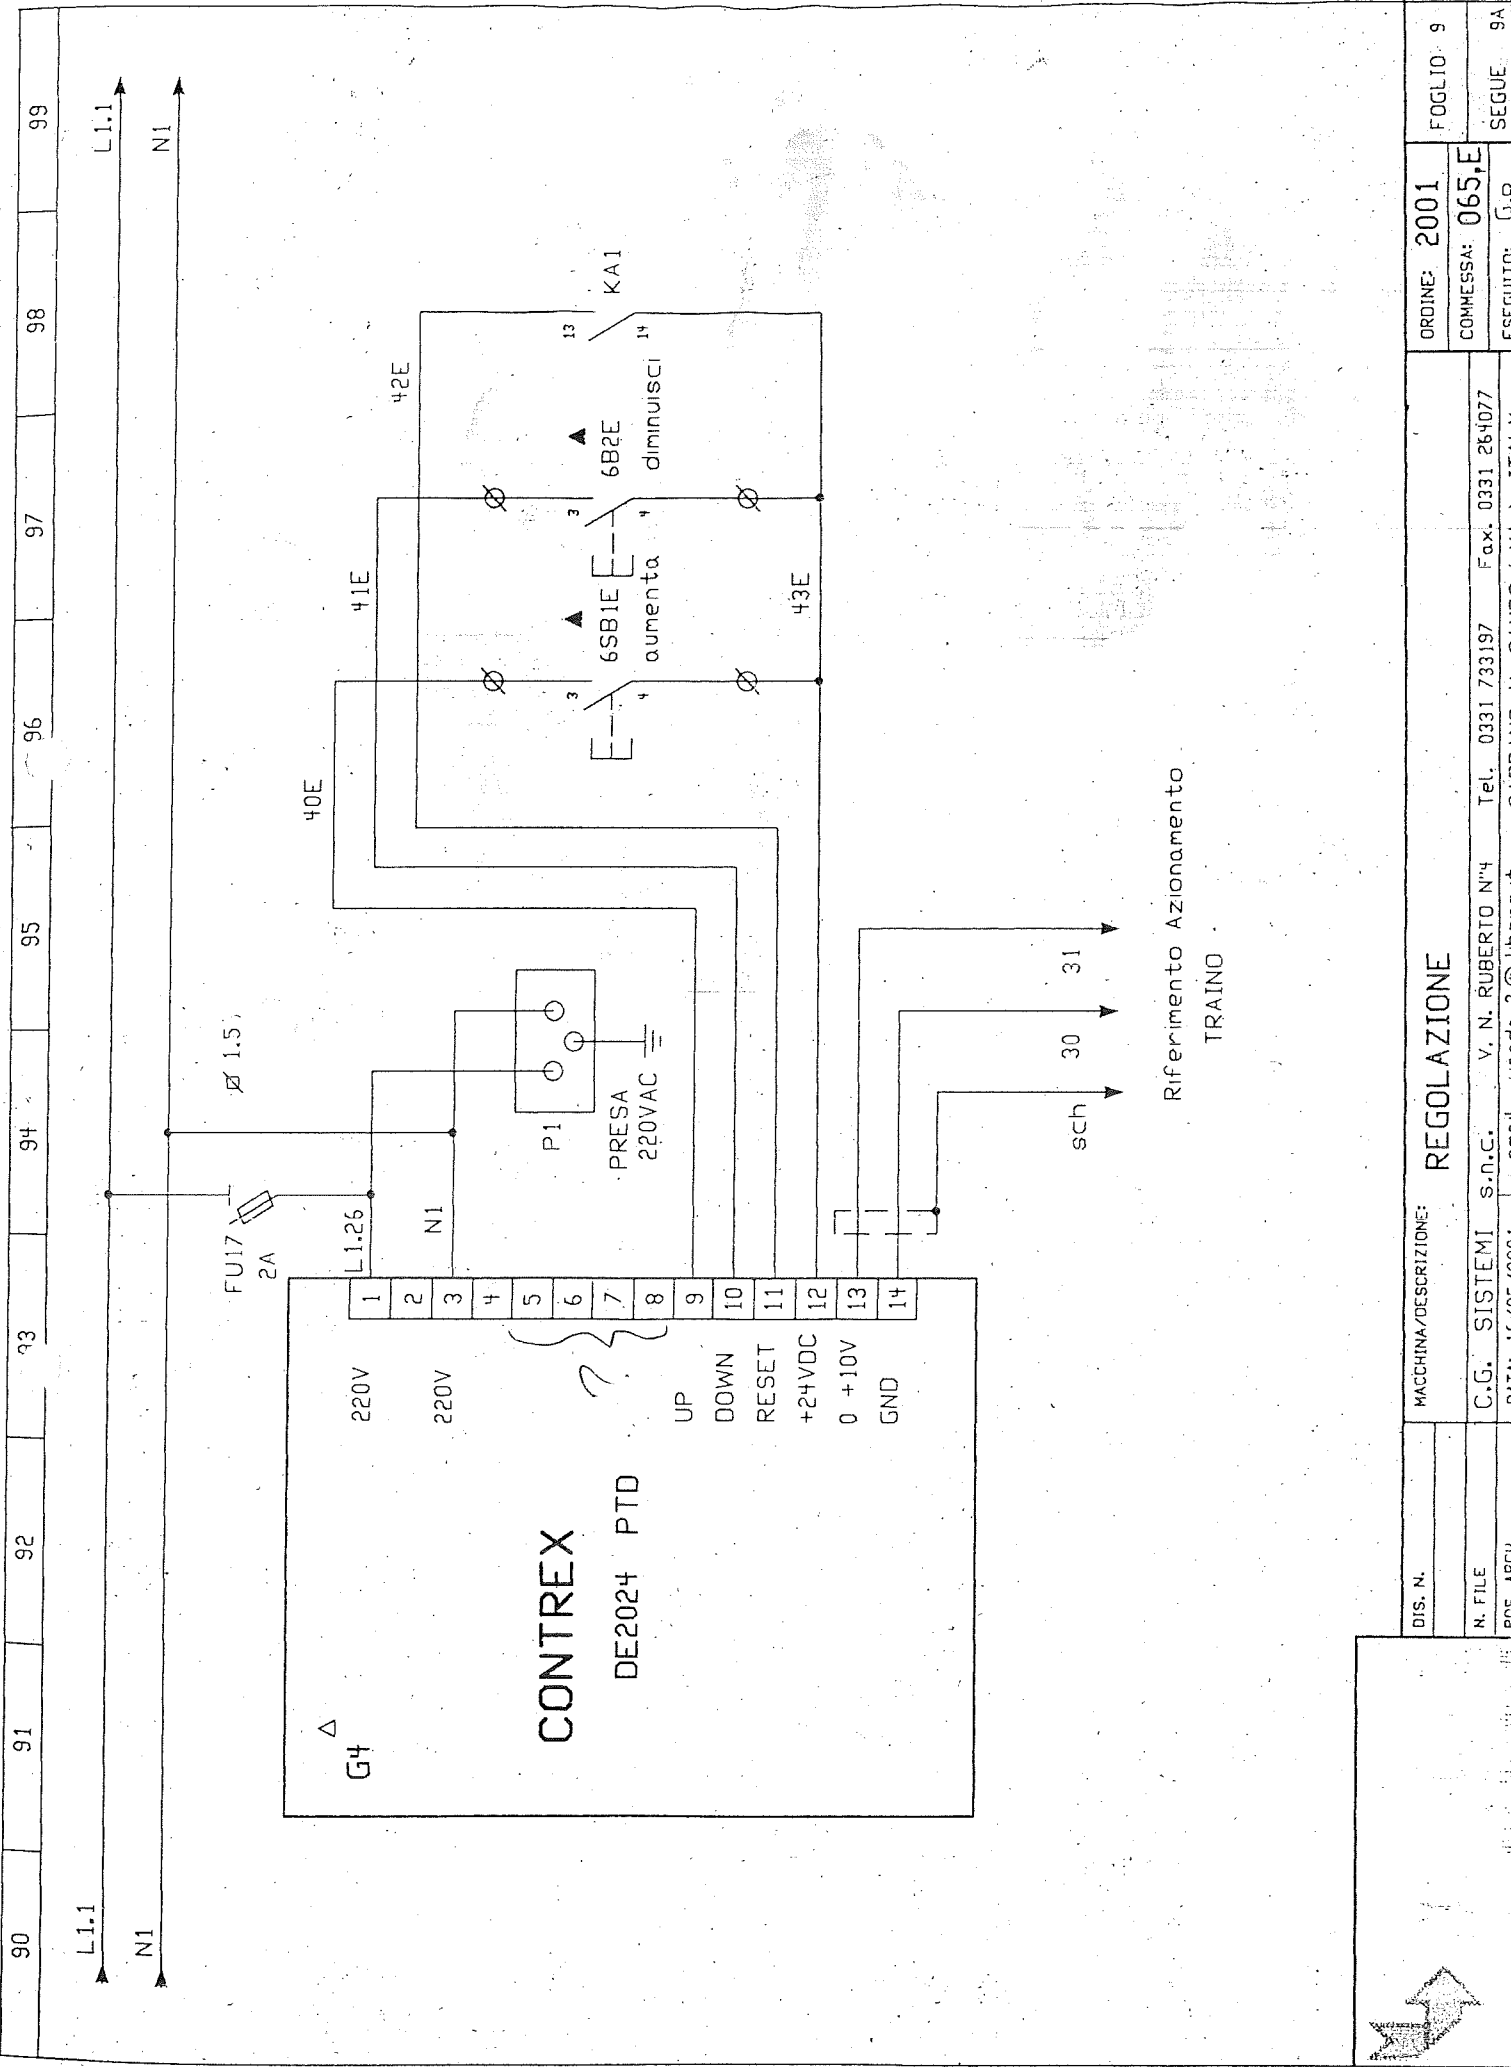 90 91 92 93 94 95 96 97 98 99
L1.1 L1.1
N1 N1
⌀ 1.5
FU17
2A
G4
CONTREX
DE2024 PTD
220V 1 L1.26
2
220V 3 N1
4
5
6
7
8
?
UP 9
DOWN 10
RESET 11
+24VDC 12
0 +10V 13
GND 14
P1
PRESA
220VAC
40E
41E
42E
43E
3 6SB1E
4 aumenta
3 6B2E
4 diminuisci
13 KA1
14
sch 30 31
Riferimento Azionamento
TRAINO
DIS. N.
N. FILE
MACCHINA/DESCRIZIONE: REGOLAZIONE
C.G. SISTEMI s.n.c. V. N. RUBERTO N°4 Tel. 0331 733197 Fax. 0331 264077
ORDINE: 2001
COMMESSA: 065,E
ESEGUITO: G.B
FOGLIO 9
SEGUE 9A